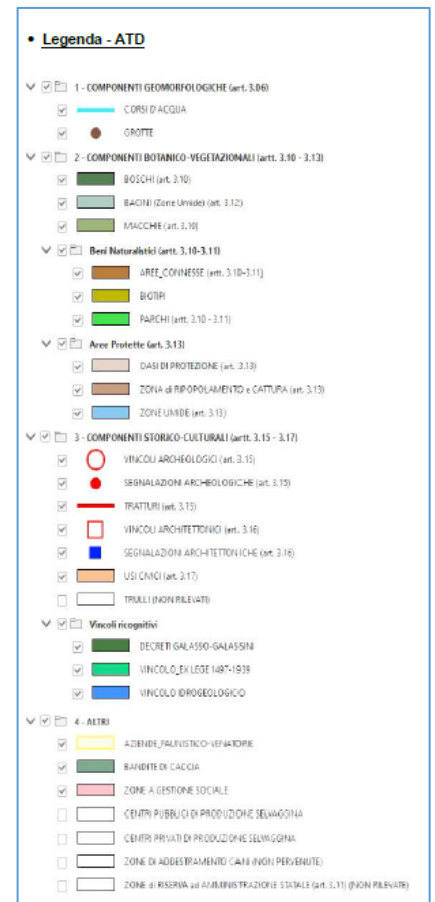 • Legenda - ATD
1 - COMPONENTI GEOMORFOLOGICHE (art. 3.06)
CORSI D'ACQUA
GROTTE
2 - COMPONENTI BOTANICO-VEGETAZIONALI (artt. 3.10 - 3.13)
BOSCHI (art. 3.10)
BACINI (Zone Umide) (art. 3.12)
MACCHIE (art. 3.10)
Beni Naturalistici (artt. 3.10-3.11)
AREE_CONNESSE (artt. 3.10-3.11)
BIOTIPI
PARCHI (artt. 3.10 - 3.11)
Aree Protette (art. 3.13)
OASI DI PROTEZIONE (art. 3.13)
ZONA di RIPOPOLAMENTO e CATTURA (art. 3.13)
ZONE UMIDE (art. 3.13)
3 - COMPONENTI STORICO-CULTURALI (artt. 3.15 - 3.17)
VINCOLI ARCHEOLOGICI (art. 3.15)
SEGNALAZIONI ARCHEOLOGICHE (art. 3.15)
TRATTURI (art. 3.15)
VINCOLI ARCHITETTONICI (art. 3.16)
SEGNALAZIONI ARCHITETTONICHE (art. 3.16)
USI CIVICI (art. 3.17)
TRULLI (NON RILEVATI)
Vincoli ricognitivi
DECRETI GALASSO-GALASSINI
VINCOLO_EX LEGE 1497-1939
VINCOLO IDROGEOLOGICO
4 - ALTRI
AZIENDE_FAUNISTICO-VENATORIE
BANDITE DI CACCIA
ZONE A GESTIONE SOCIALE
CENTRI PUBBLICI DI PRODUZIONE SELVAGGINA
CENTRI PRIVATI DI PRODUZIONE SELVAGGINA
ZONE DI ADDESTRAMENTO CANI (NON PERVENUTE)
ZONE di RISERVA ad AMMINISTRAZIONE STATALE (art. 3.11) (NON RILEVATE)